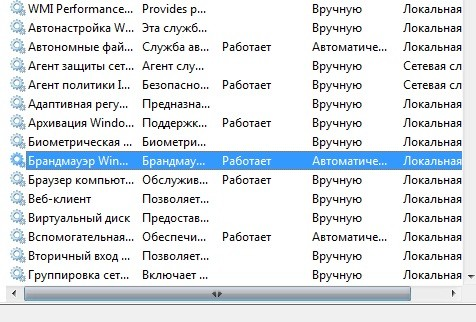 WMI Performance... Provides p... Вручную Локальная
Автонастройка W... Эта служб... Вручную Локальная
Автономные фай... Служба ав... Работает Автоматиче... Локальная
Агент защиты сет... Агент слу... Вручную Сетевая сл
Агент политики I... Безопасно... Работает Вручную Сетевая сл
Адаптивная регу... Предназна... Вручную Локальная
Архивация Windo... Поддержк... Работает Вручную Локальная
Биометрическая ... Биометри... Вручную Локальная
Брандмауэр Win... Брандмау... Работает Автоматиче... Локальная
Браузер компьют... Обслужив... Работает Вручную Локальная
Веб-клиент Позволяет... Вручную Локальная
Виртуальный диск Предостав... Вручную Локальная
Вспомогательная... Обеспечи... Работает Автоматиче... Локальная
Вторичный вход ... Позволяет... Вручную Локальная
Группировка сет... Включает ... Вручную Локальная